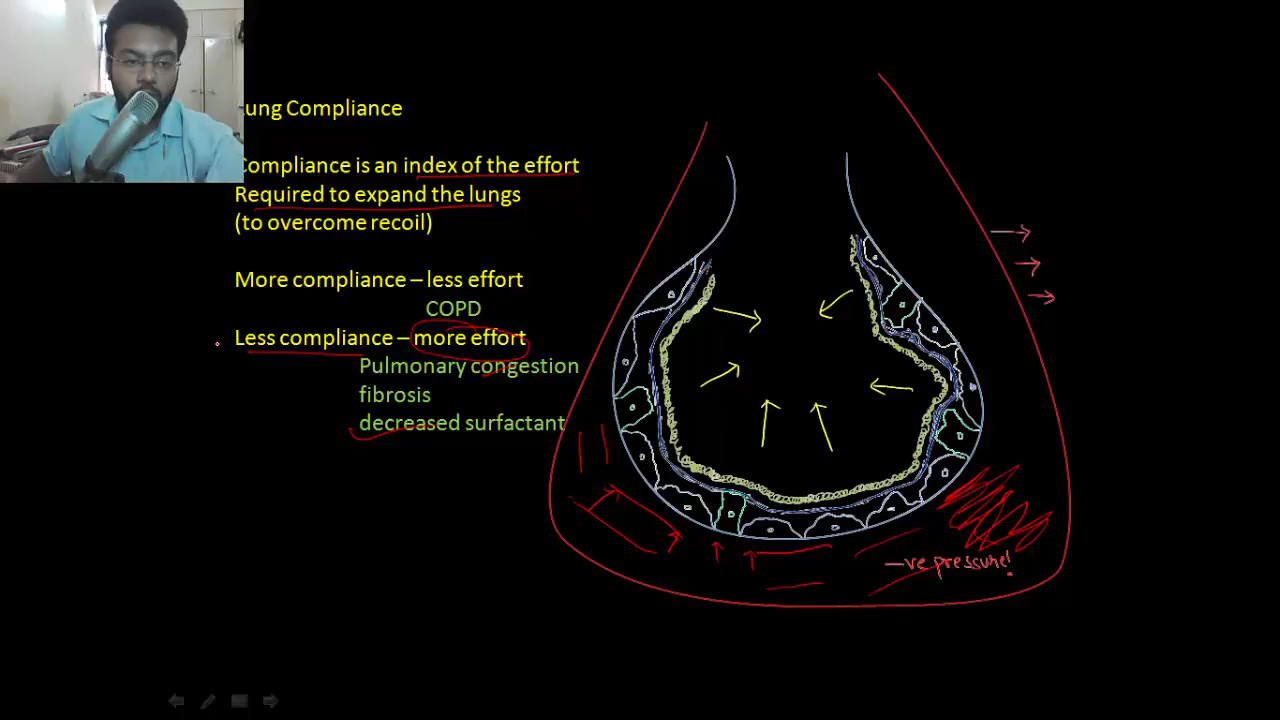 ung Compliance
ompliance is an index of the effort
Required to expand the lungs
(to overcome recoil)
More compliance – less effort
COPD
Less compliance – more effort
Pulmonary congestion
fibrosis
decreased surfactant
–ve pressure!